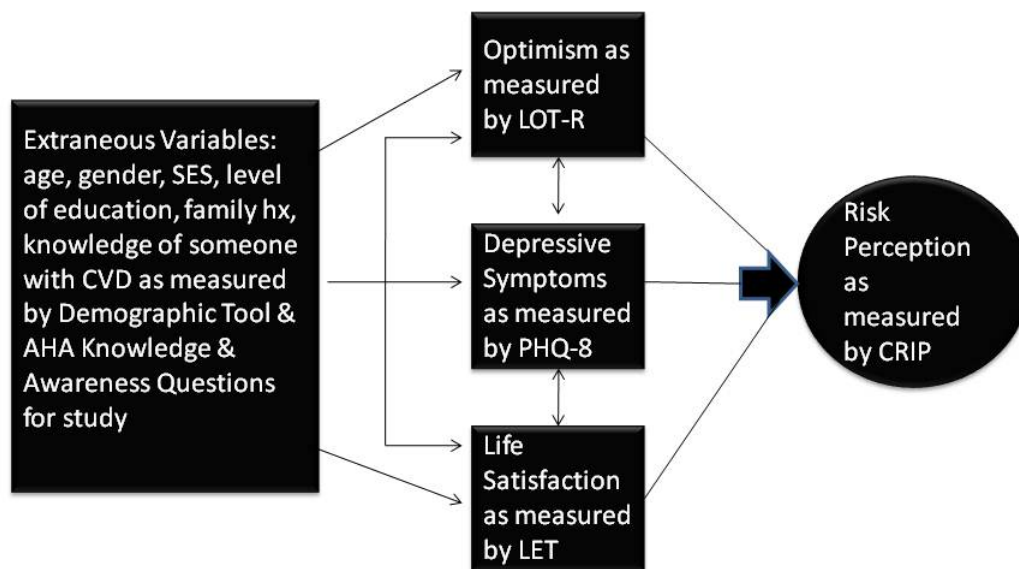 Extraneous Variables:
age, gender, SES, level
of education, family hx,
knowledge of someone
with CVD as measured
by Demographic Tool &
AHA Knowledge &
Awareness Questions
for study
Optimism as
measured
by LOT-R
Depressive
Symptoms
as measured
by PHQ-8
Life
Satisfaction
as measured
by LET
Risk
Perception
as
measured
by CRIP